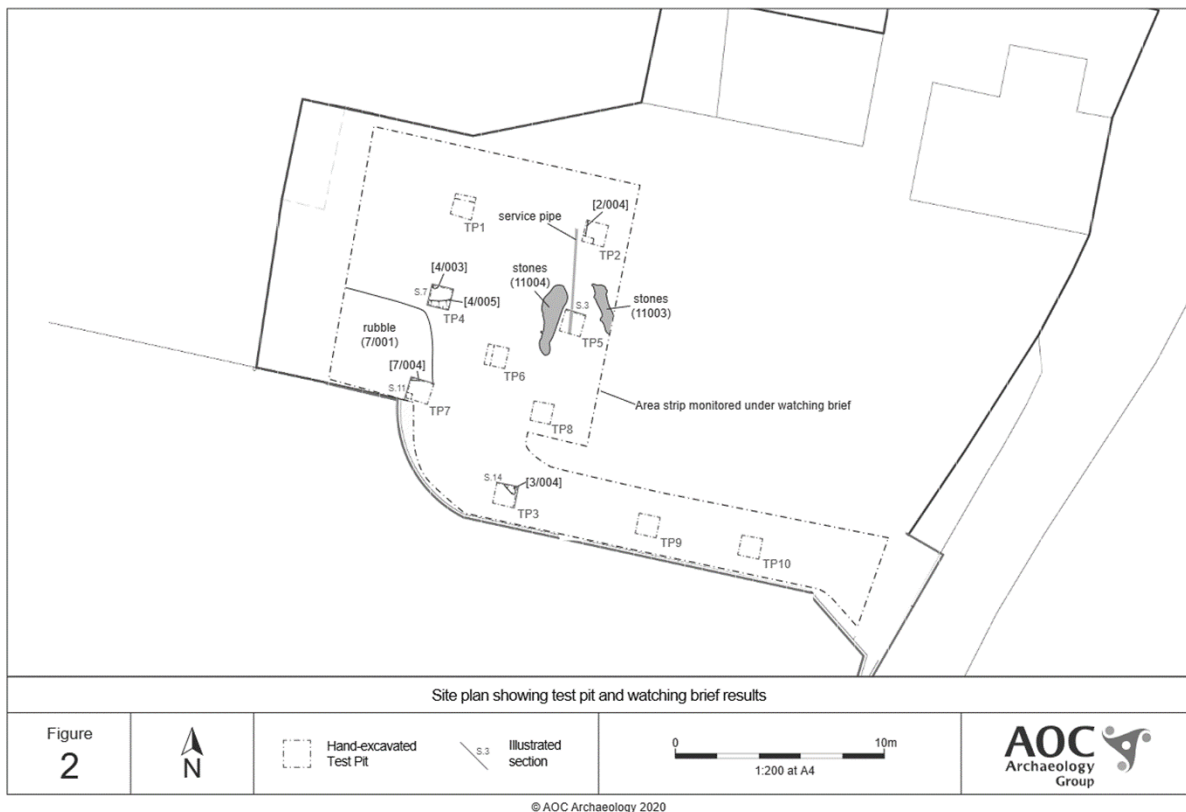 [2/004]
service pipe
TP1
TP2
[4/003]
stones
(11004)
S.7
[4/005]
S.3
stones
(11003)
TP4
rubble
(7/001)
TP5
[7/004]
TP6
S.11
TP7
Area strip monitored under watching brief
TP8
S.14
[3/004]
TP3
TP9
TP10
Site plan showing test pit and watching brief results
Figure
2
N
Hand-excavated
Test Pit
S.3
Illustrated
section
0 10m
1:200 at A4
AOC
Archaeology
Group
© AOC Archaeology 2020